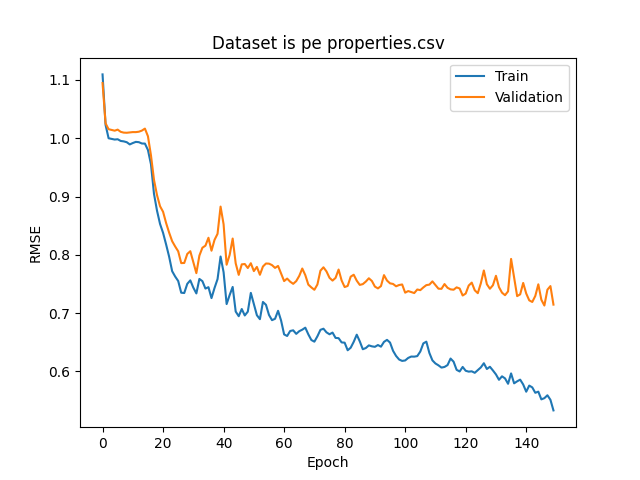 Dataset is pe properties.csv
Train
Validation
RMSE
1.1
1.0
0.9
0.8
0.7
0.6
0 20 40 60 80 100 120 140
Epoch